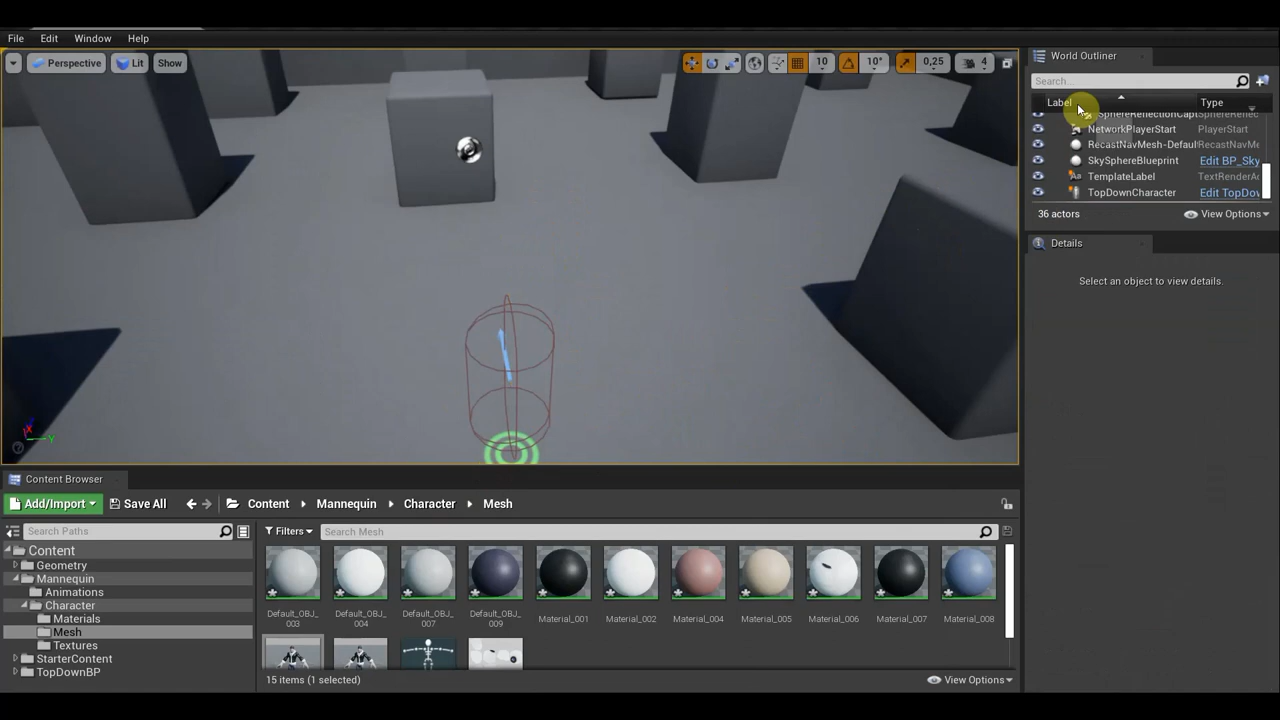 File Edit Window Help
Perspective Lit Show 10 10° 0,25 4
World Outliner
Search...
Label Type
SphereReflectionCapt SphereReflec
NetworkPlayerStart PlayerStart
RecastNavMesh-Defaul RecastNavMe
SkySphereBlueprint Edit BP_Sky
TemplateLabel TextRenderAc
TopDownCharacter Edit TopDov
36 actors View Options
Details
Select an object to view details.
Content Browser
Add/Import Save All Content Mannequin Character Mesh
Search Paths Filters Search Mesh
Content
Geometry
Mannequin
Animations
Character
Materials
Mesh
Textures
StarterContent
TopDownBP
Default_OBJ_
003
Default_OBJ_
004
Default_OBJ_
007
Default_OBJ_
009
Material_001
Material_002
Material_004
Material_005
Material_006
Material_007
Material_008
15 items (1 selected) View Options